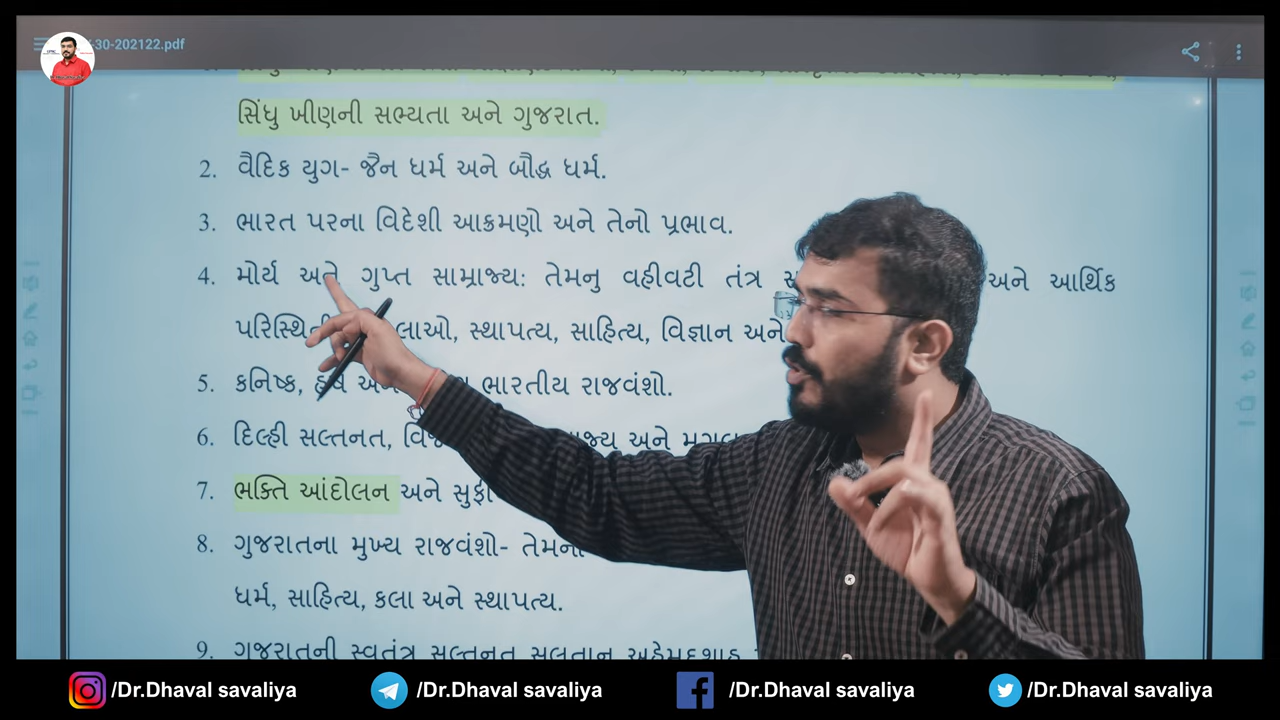 30-202122.pdf
સિંધુ ખીણની સભ્યતા અને ગુજરાત.
2. વૈદિક યુગ- જૈન ધર્મ અને બૌદ્ધ ધર્મ.
3. ભારત પરના વિદેશી આક્રમણો અને તેનો પ્રભાવ.
4. મોર્ય અને ગુપ્ત સામ્રાજ્ય: તેમનુ વહીવટી તંત્ર અને આર્થિક
સ્થાપત્ય, સાહિત્ય, વિજ્ઞાન અને
5. કનિષ્ક, હર્ષ ભારતીય રાજવંશો.
6. દિલ્હી સલ્તનત, અને
7. ભક્તિ આંદોલન અને સુફી
8. ગુજરાતના મુખ્ય રાજવંશો- તેમના
ધર્મ, સાહિત્ય, કલા અને સ્થાપત્ય.
9. ગુજરાતની સ્વતંત્ર સલ્તનત
/Dr.Dhaval savaliya /Dr.Dhaval savaliya /Dr.Dhaval savaliya /Dr.Dhaval savaliya